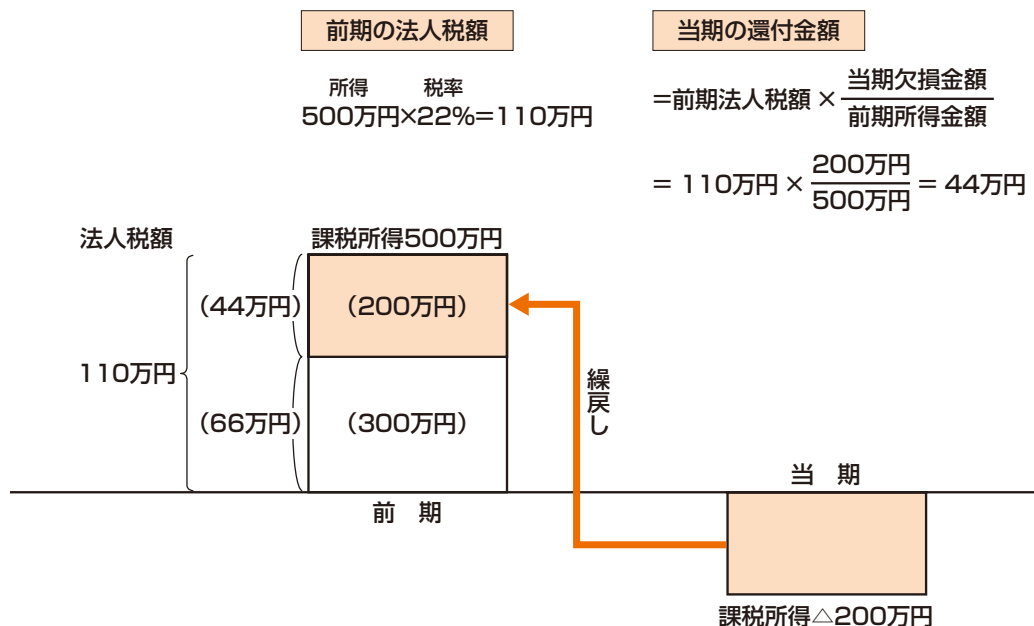 前期の法人税額
所得 税率
500万円×22%=110万円
当期の還付金額
=前期法人税額 × 当期欠損金額 / 前期所得金額
= 110万円 × 200万円 / 500万円 = 44万円
法人税額
課税所得500万円
(44万円)
(200万円)
110万円
(66万円)
(300万円)
繰戻し
前 期
当 期
課税所得△200万円